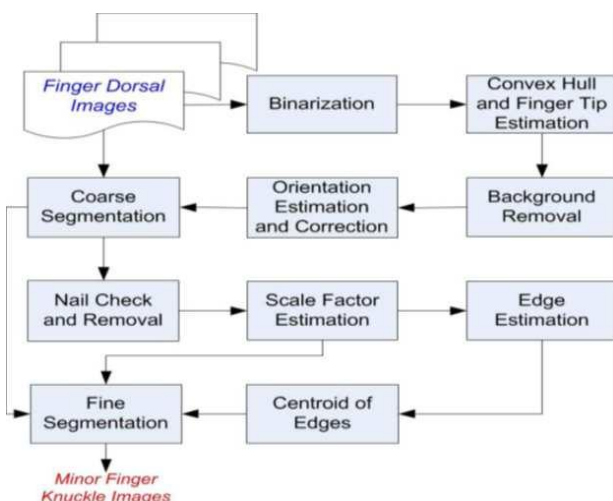 Finger Dorsal
Images
Binarization
Convex Hull
and Finger Tip
Estimation
Coarse
Segmentation
Orientation
Estimation
and Correction
Background
Removal
Nail Check
and Removal
Scale Factor
Estimation
Edge
Estimation
Fine
Segmentation
Centroid of
Edges
Minor Finger
Knuckle Images